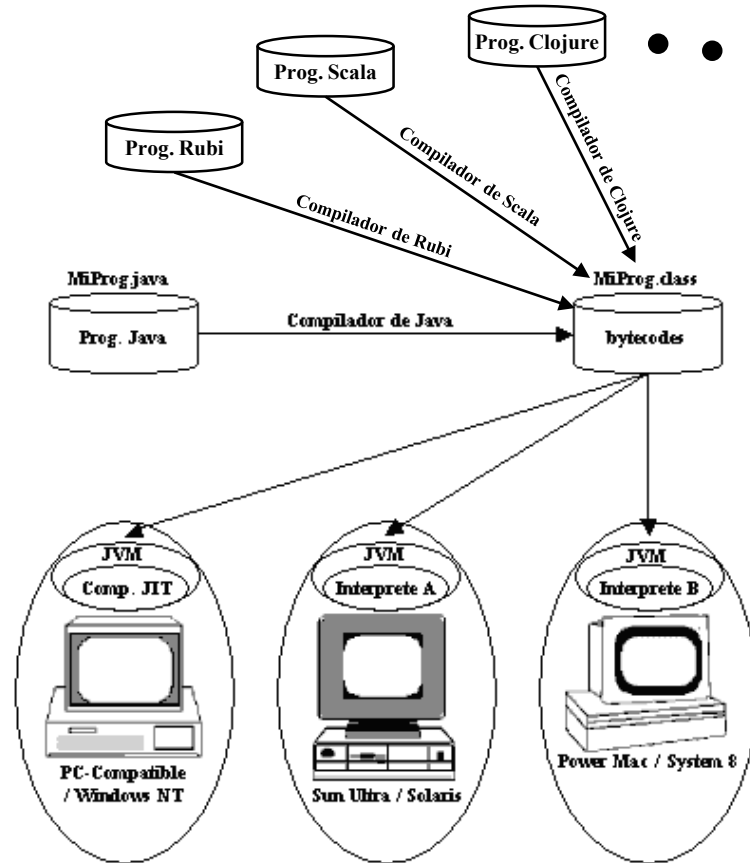 Prog. Clojure
Prog. Scala
Prog. Rubi
Compilador de Clojure
Compilador de Scala
Compilador de Rubi
MiProg.java
MiProg.class
Prog. Java
Compilador de Java
bytecodes
JVM
JVM
JVM
Comp. JIT
Interprete A
Interprete B
PC-Compatible
/ Windows NT
Sun Ultra / Solaris
Power Mac / System 8